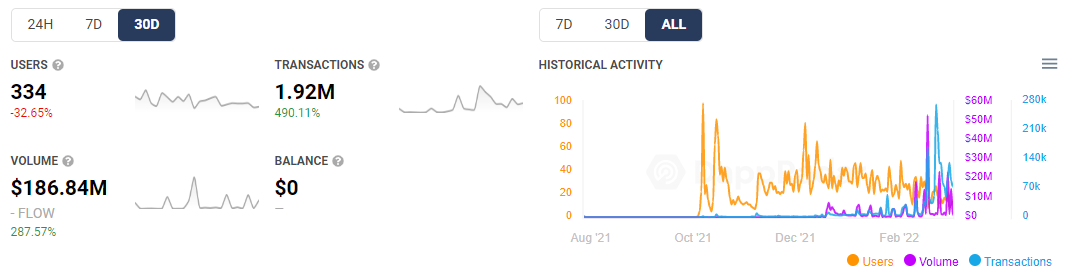 24H 7D 30D
USERS ?
334
-32.65%
TRANSACTIONS ?
1.92M
490.11%
VOLUME ?
$186.84M
- FLOW
287.57%
BALANCE ?
$0
—
7D 30D ALL
HISTORICAL ACTIVITY
100
80
60
40
20
0
$60M
$50M
$40M
$30M
$20M
$10M
$0
280k
210k
140k
70k
0
Aug '21 Oct '21 Dec '21 Feb '22
Users Volume Transactions